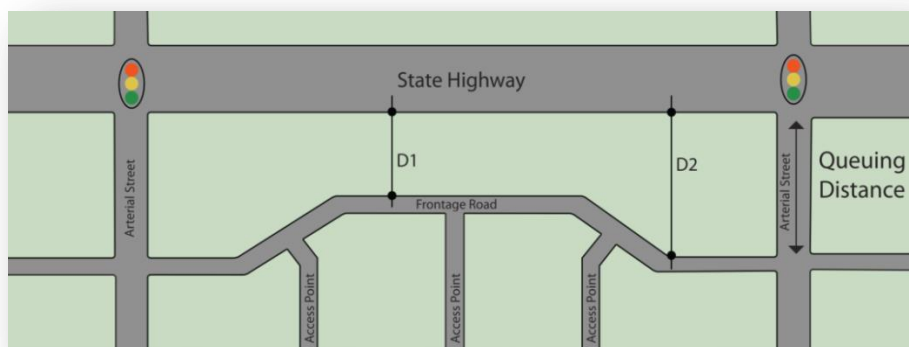 State Highway
Arterial Street
D1
D2
Arterial Street
Queuing
Distance
Frontage Road
Access Point
Access Point
Access Point